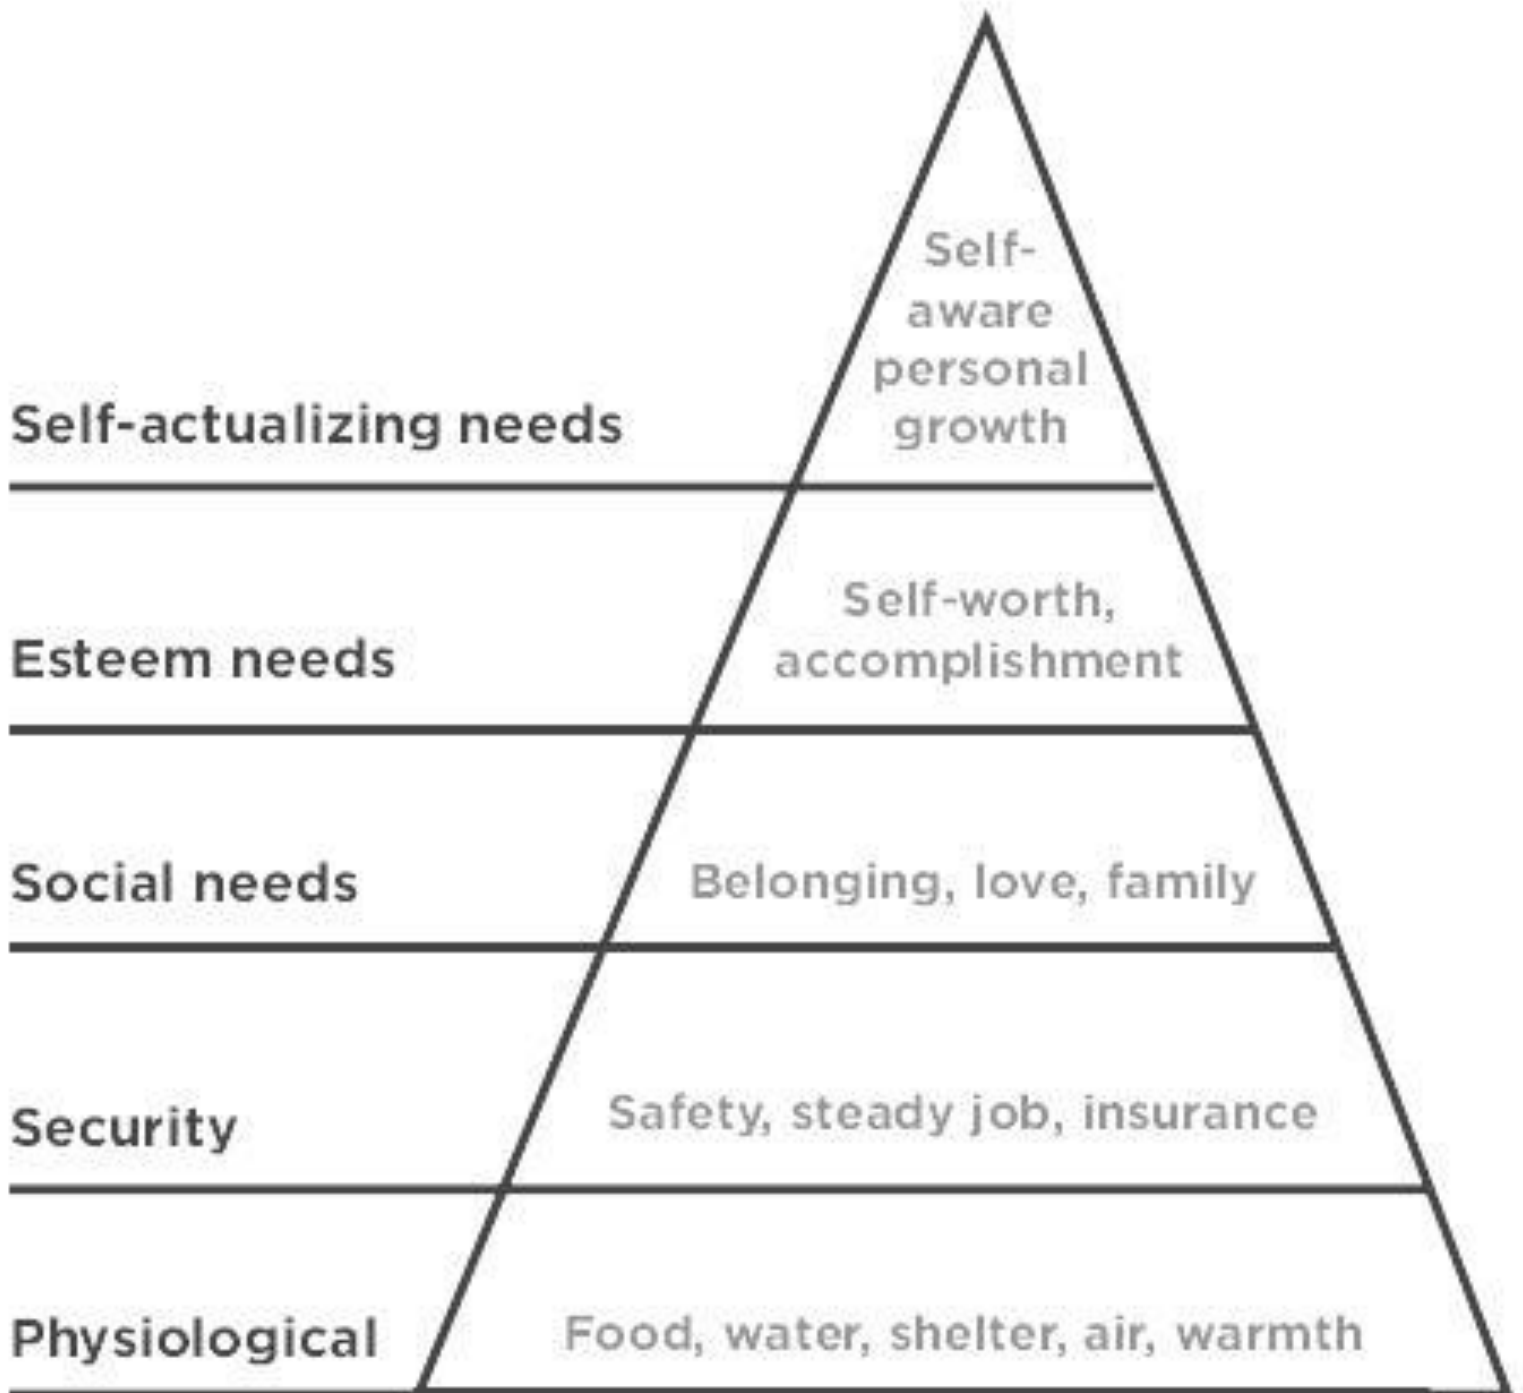 Self-
aware
personal
growth
Self-actualizing needs
Self-worth,
accomplishment
Esteem needs
Belonging, love, family
Social needs
Safety, steady job, insurance
Security
Food, water, shelter, air, warmth
Physiological